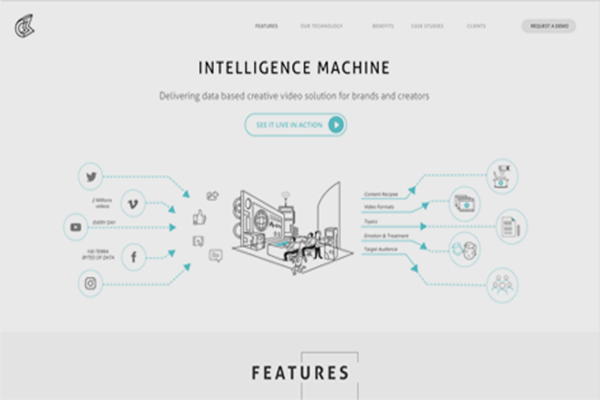 FEATURES
OUR TECHNOLOGY
BENEFITS
CASE STUDIES
CLIENTS
REQUEST A DEMO
INTELLIGENCE MACHINE
Delivering data based creative video solution for brands and creators
SEE IT LIVE IN ACTION
2 Millions
videos
EVERY DAY
BYTES OF DATA
Content Recipes
Video Formats
Topics
Emotion & Treatment
Target Audience
FEATURES